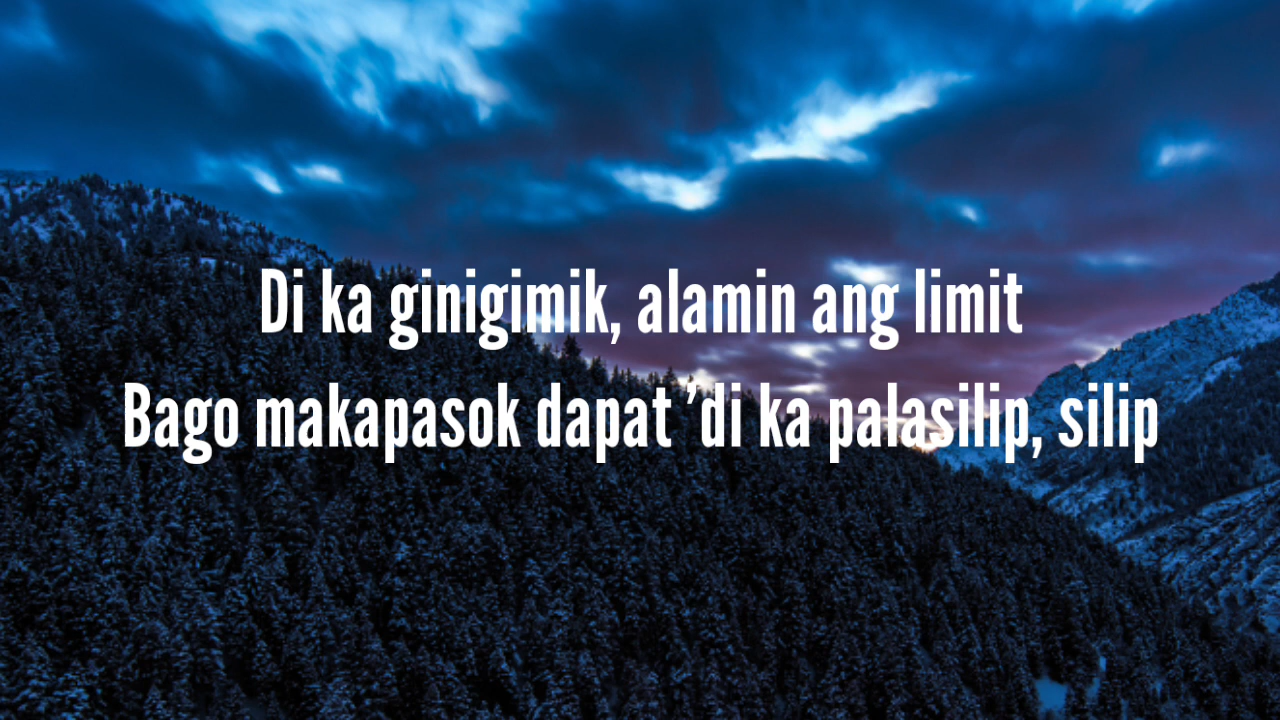 Di ka ginigimik, alamin ang limit
Bago makapasok dapat 'di ka palasilip, silip